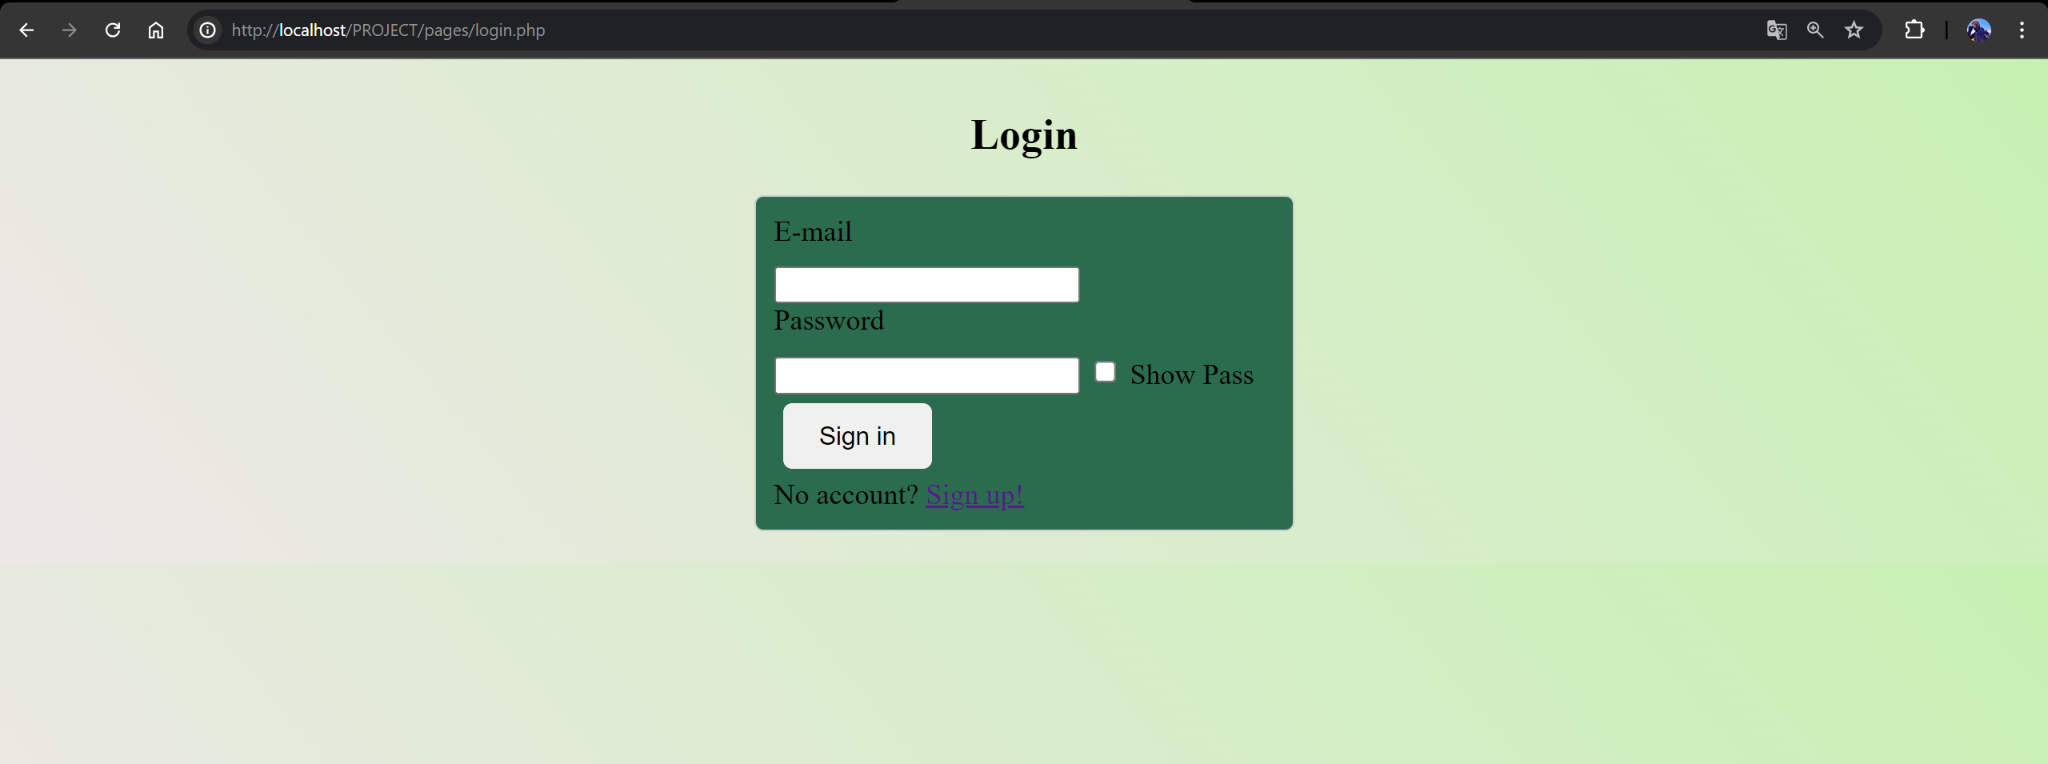 http://localhost/PROJECT/pages/login.php
Login
E-mail
Password
Show Pass
Sign in
No account? Sign up!